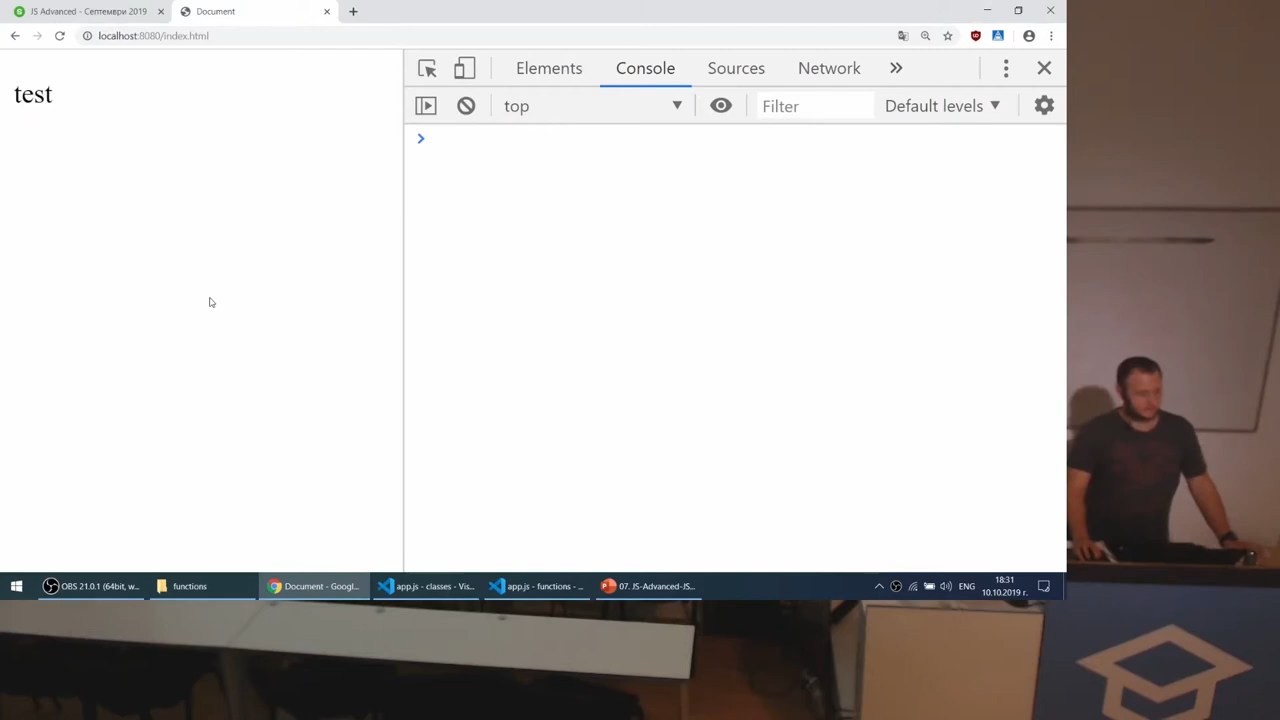 JS Advanced - Септември 2019
Document
localhost:8080/index.html
test
Elements
Console
Sources
Network
top
Filter
Default levels
OBS 21.0.1 (64bit, w...
functions
Document - Googl...
app.js - classes - Vis...
app.js - functions - ...
07. JS-Advanced-JS...
ЕНГ
18:31
10.10.2019 г.